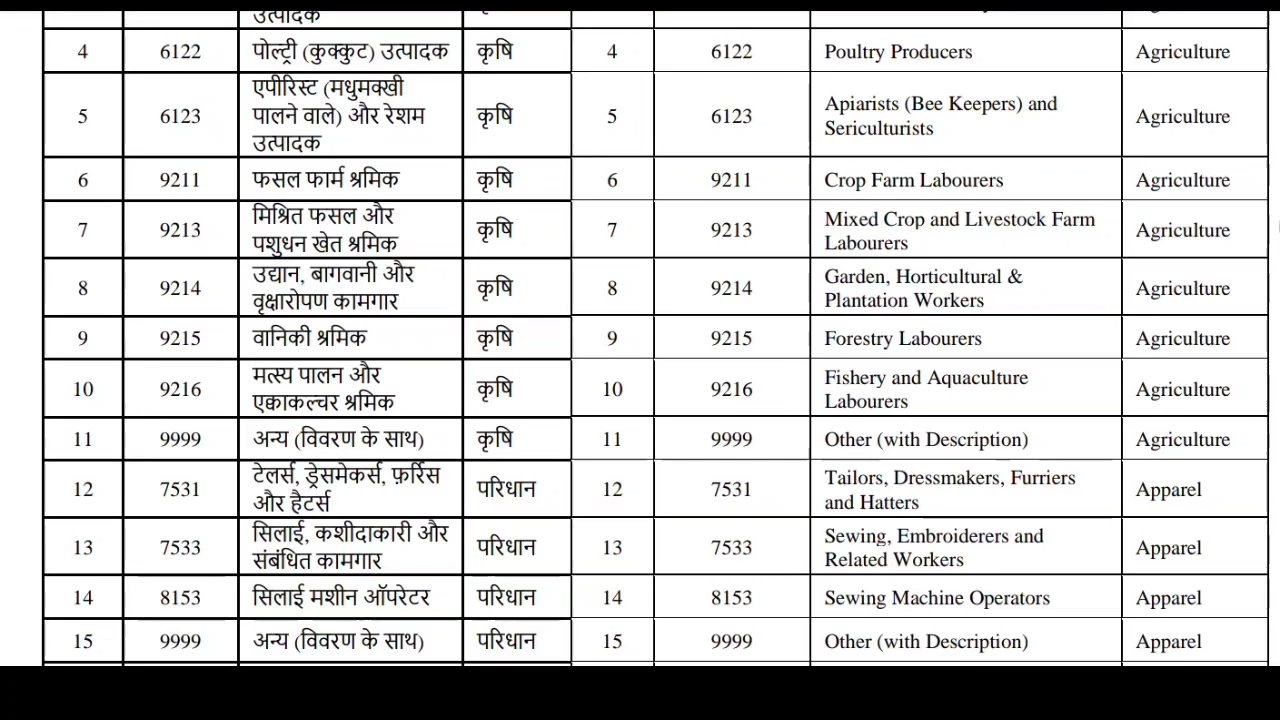 उत्पादक
4 6122 पोल्ट्री (कुक्कुट) उत्पादक कृषि 4 6122 Poultry Producers Agriculture
एपीरिस्ट (मधुमक्खी
पालने वाले) और रेशम
उत्पादक
5 6123 कृषि 5 6123 Apiarists (Bee Keepers) and
Sericulturists Agriculture
6 9211 फसल फार्म श्रमिक कृषि 6 9211 Crop Farm Labourers Agriculture
7 9213 मिश्रित फसल और
पशुधन खेत श्रमिक कृषि 7 9213 Mixed Crop and Livestock Farm
Labourers Agriculture
8 9214 उद्यान, बागवानी और
वृक्षारोपण कामगार कृषि 8 9214 Garden, Horticultural &
Plantation Workers Agriculture
9 9215 वानिकी श्रमिक कृषि 9 9215 Forestry Labourers Agriculture
10 9216 मत्स्य पालन और
एक्वाकल्चर श्रमिक कृषि 10 9216 Fishery and Aquaculture
Labourers Agriculture
11 9999 अन्य (विवरण के साथ) कृषि 11 9999 Other (with Description) Agriculture
12 7531 टेलर्स, ड्रेसमेकर्स, फ़र्रिस
और हैटर्स परिधान 12 7531 Tailors, Dressmakers, Furriers
and Hatters Apparel
13 7533 सिलाई, कशीदाकारी और
संबंधित कामगार परिधान 13 7533 Sewing, Embroiderers and
Related Workers Apparel
14 8153 सिलाई मशीन ऑपरेटर परिधान 14 8153 Sewing Machine Operators Apparel
15 9999 अन्य (विवरण के साथ) परिधान 15 9999 Other (with Description) Apparel